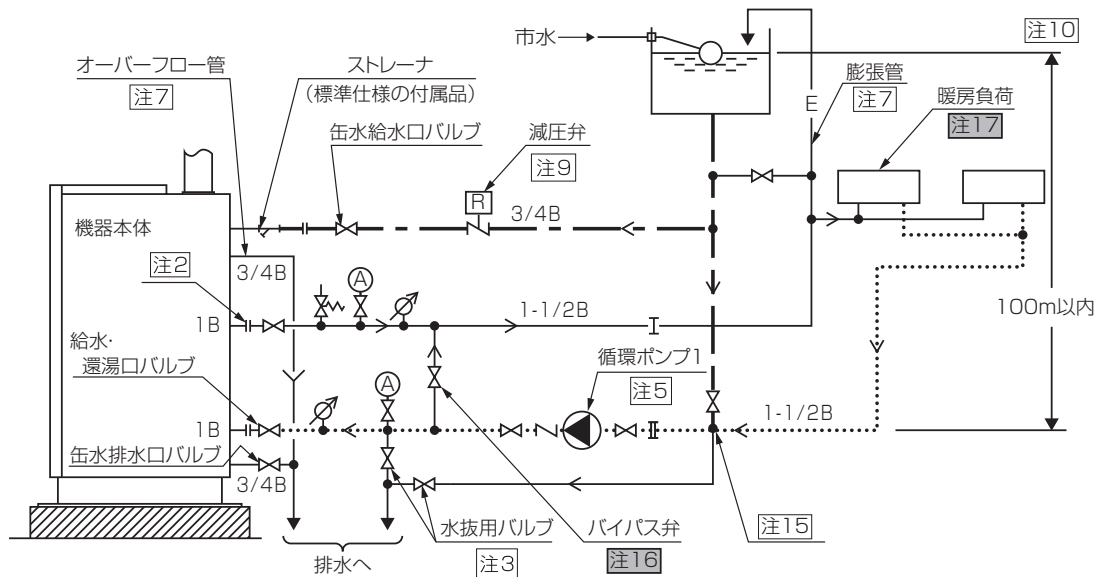 注10
市水
オーバーフロー管
注7
ストレーナ
(標準仕様の付属品)
缶水給水口バルブ
減圧弁
注9
膨張管
注7
E
暖房負荷
注17
R
3/4B
機器本体
3/4B
注2
A
1-1/2B
I
100m以内
1B
給水・
還湯口バルブ
A
循環ポンプ1
注5
1-1/2B
1B
II
缶水排水口バルブ
3/4B
水抜用バルブ
注3
バイパス弁
注16
注15
排水へ